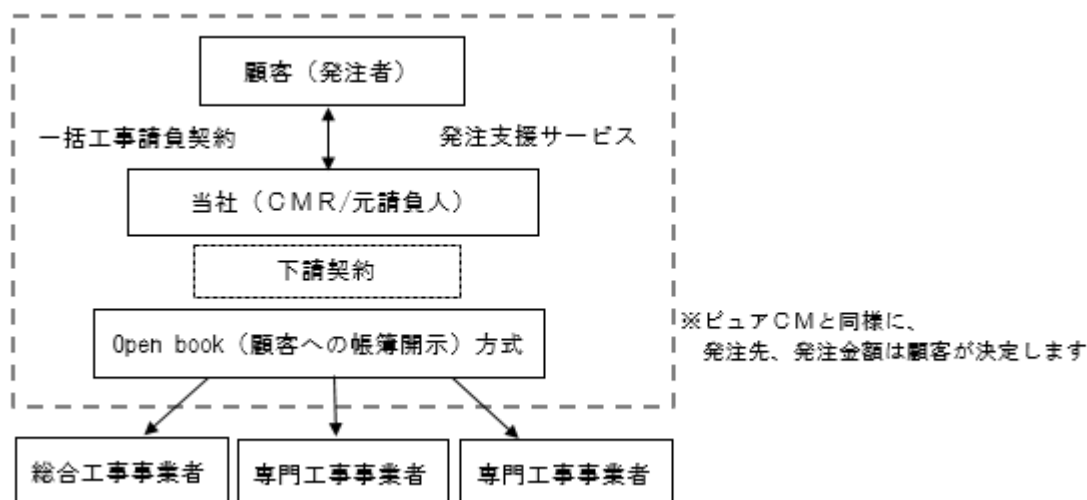 顧客（発注者）
一括工事請負契約
発注支援サービス
当社（ＣＭＲ/元請負人）
下請契約
Open book（顧客への帳簿開示）方式
※ピュアＣＭと同様に、
発注先、発注金額は顧客が決定します
総合工事事業者
専門工事事業者
専門工事事業者